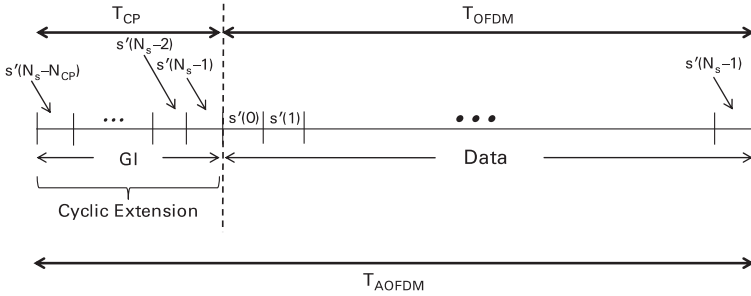 T_CP T_OFDM
s′(N_s–2)
s′(N_s–N_CP) s′(N_s–1) s′(N_s–1)
... s′(0) s′(1) •••
GI Data
Cyclic Extension
T_AOFDM